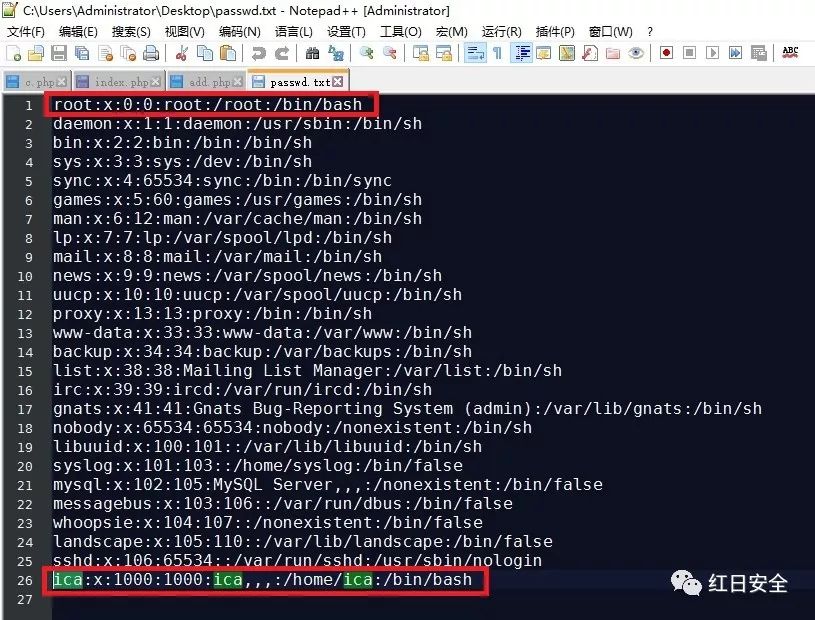 C:\Users\Administrator\Desktop\passwd.txt - Notepad++ [Administrator]
文件(F) 编辑(E) 搜索(S) 视图(V) 编码(N) 语言(L) 设置(T) 工具(O) 宏(M) 运行(R) 插件(P) 窗口(W) ?
ABC
c.php index.php add.php passwd.txt
1 root:x:0:0:root:/root:/bin/bash
2 daemon:x:1:1:daemon:/usr/sbin:/bin/sh
3 bin:x:2:2:bin:/bin:/bin/sh
4 sys:x:3:3:sys:/dev:/bin/sh
5 sync:x:4:65534:sync:/bin:/bin/sync
6 games:x:5:60:games:/usr/games:/bin/sh
7 man:x:6:12:man:/var/cache/man:/bin/sh
8 lp:x:7:7:lp:/var/spool/lpd:/bin/sh
9 mail:x:8:8:mail:/var/mail:/bin/sh
10 news:x:9:9:news:/var/spool/news:/bin/sh
11 uucp:x:10:10:uucp:/var/spool/uucp:/bin/sh
12 proxy:x:13:13:proxy:/bin:/bin/sh
13 www-data:x:33:33:www-data:/var/www:/bin/sh
14 backup:x:34:34:backup:/var/backups:/bin/sh
15 list:x:38:38:Mailing List Manager:/var/list:/bin/sh
16 irc:x:39:39:ircd:/var/run/ircd:/bin/sh
17 gnats:x:41:41:Gnats Bug-Reporting System (admin):/var/lib/gnats:/bin/sh
18 nobody:x:65534:65534:nobody:/nonexistent:/bin/sh
19 libuuid:x:100:101::/var/lib/libuuid:/bin/sh
20 syslog:x:101:103::/home/syslog:/bin/false
21 mysql:x:102:105:MySQL Server,,,:/nonexistent:/bin/false
22 messagebus:x:103:106::/var/run/dbus:/bin/false
23 whoopsie:x:104:107::/nonexistent:/bin/false
24 landscape:x:105:110::/var/lib/landscape:/bin/false
25 sshd:x:106:65534::/var/run/sshd:/usr/sbin/nologin
26 ica:x:1000:1000:ica,,,:/home/ica:/bin/bash
27
红日安全